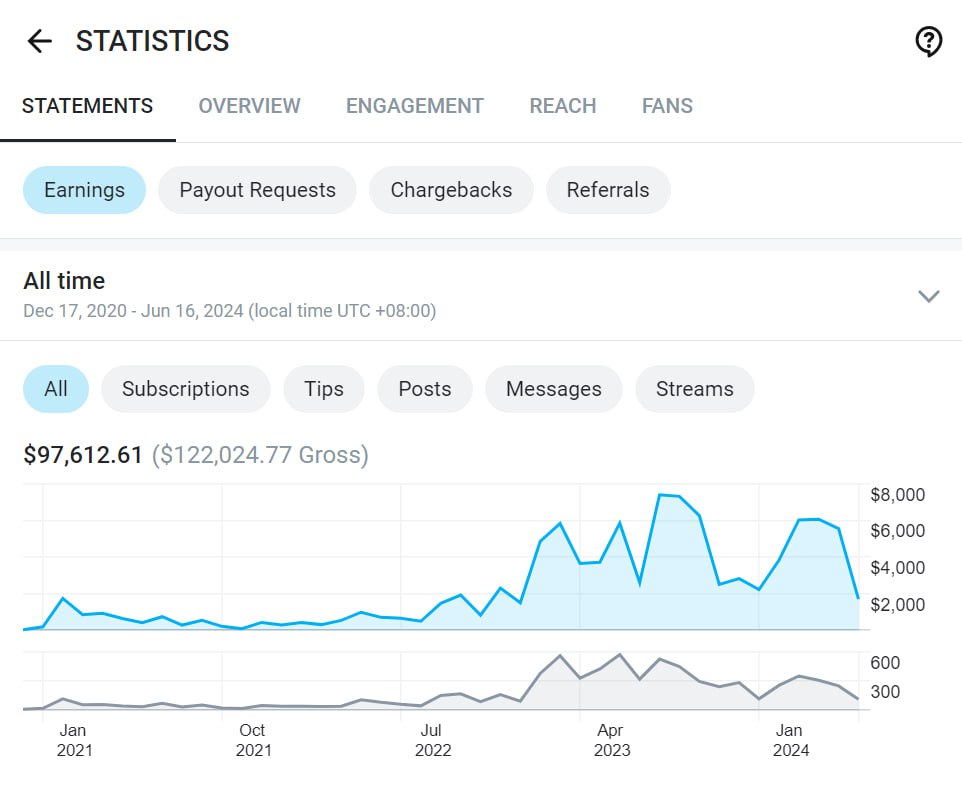 STATISTICS
STATEMENTS OVERVIEW ENGAGEMENT REACH FANS
Earnings Payout Requests Chargebacks Referrals
All time
Dec 17, 2020 - Jun 16, 2024 (local time UTC +08:00)
All Subscriptions Tips Posts Messages Streams
$97,612.61 ($122,024.77 Gross)
$8,000
$6,000
$4,000
$2,000
600
300
Jan Oct Jul Apr Jan
2021 2021 2022 2023 2024